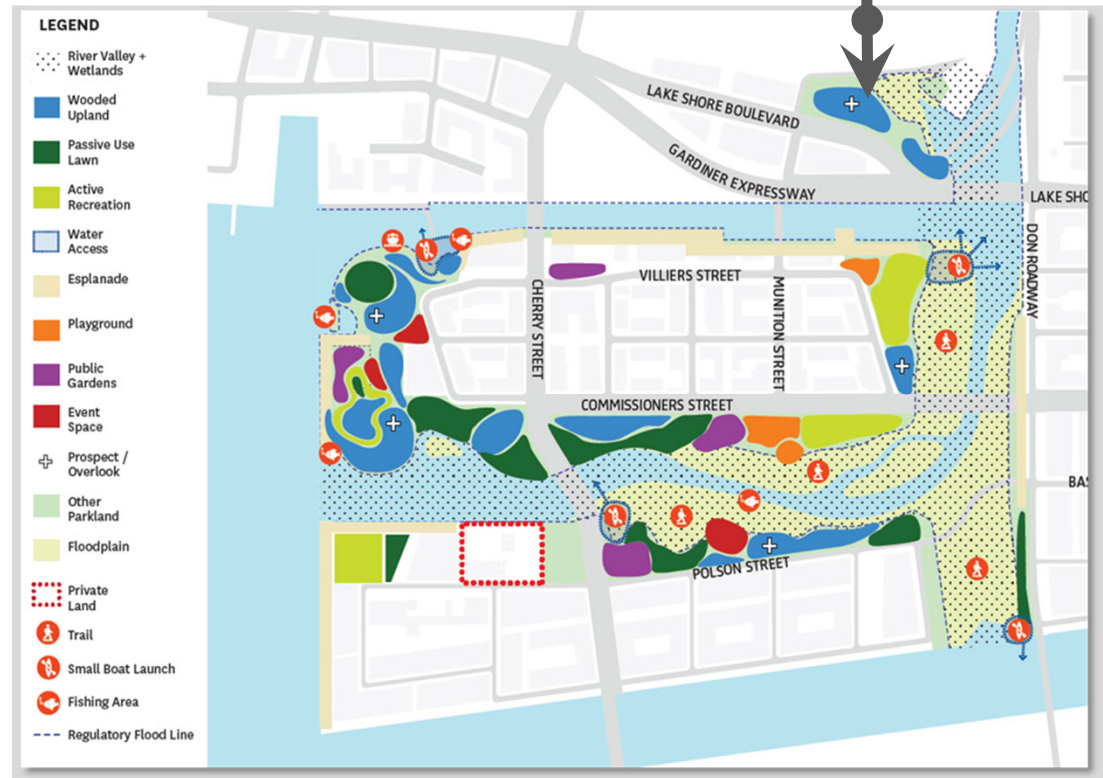 LEGEND
River Valley +
Wetlands
Wooded
Upland
Passive Use
Lawn
Active
Recreation
Water
Access
Esplanade
Playground
Public
Gardens
Event
Space
Prospect /
Overlook
Other
Parkland
Floodplain
Private
Land
Trail
Small Boat Launch
Fishing Area
Regulatory Flood Line
LAKE SHORE BOULEVARD
GARDINER EXPRESSWAY
LAKE SHO
DON ROADWAY
VILLIERS STREET
CHERRY STREET
MUNITION STREET
COMMISSIONERS STREET
BAS
POLSON STREET